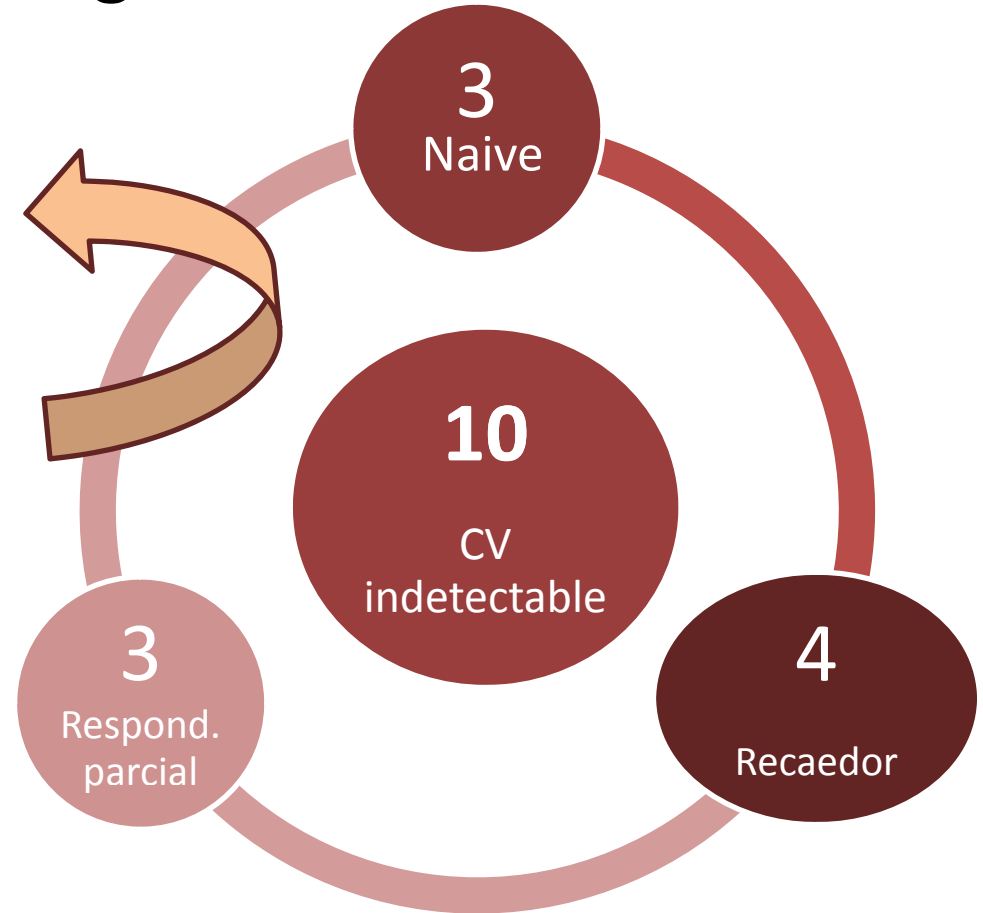 3
Naive
10
CV
indetectable
3
Respond.
parcial
4
Recaedor